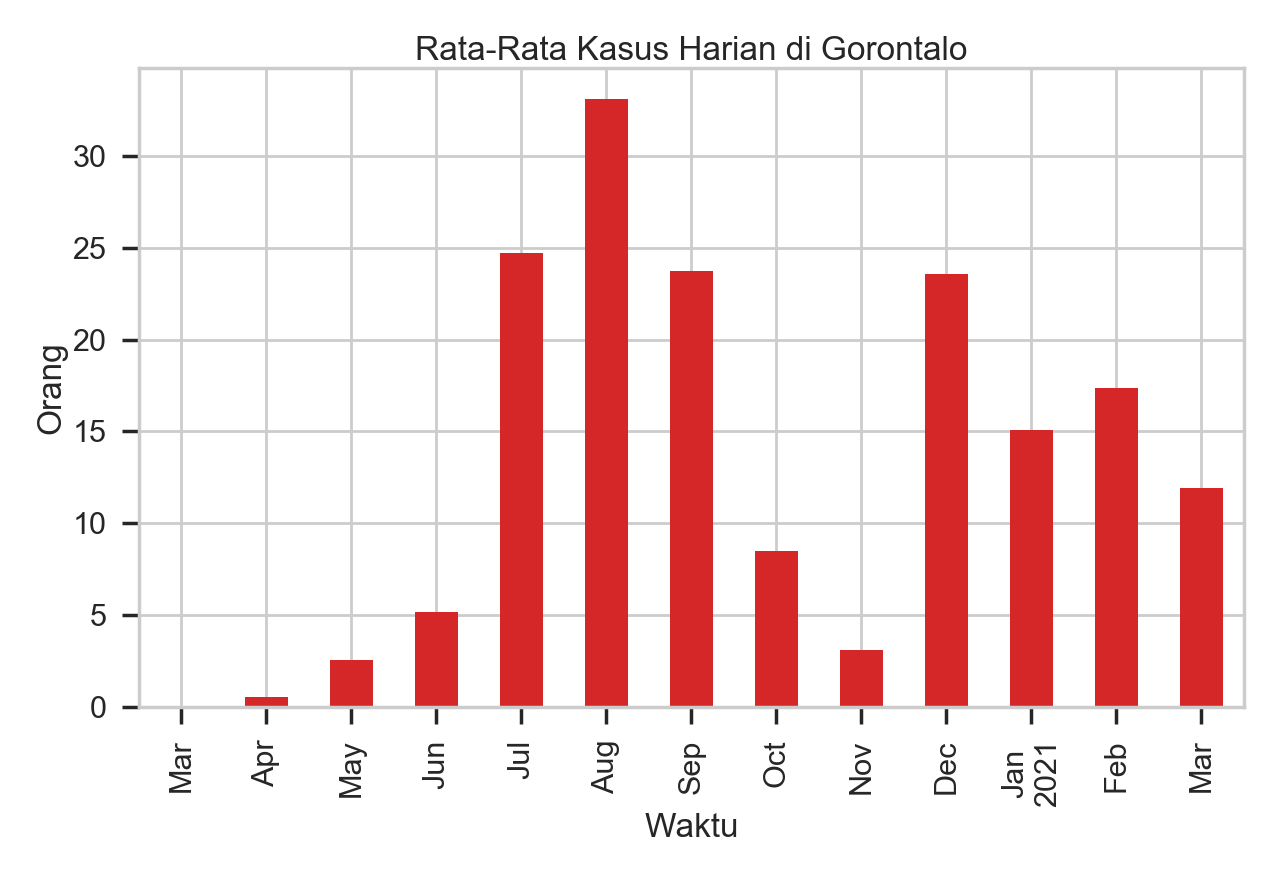 Rata-Rata Kasus Harian di Gorontalo
30
25
20
15
10
5
0
Orang
Mar
Apr
May
Jun
Jul
Aug
Sep
Oct
Nov
Dec
Jan
2021
Feb
Mar
Waktu